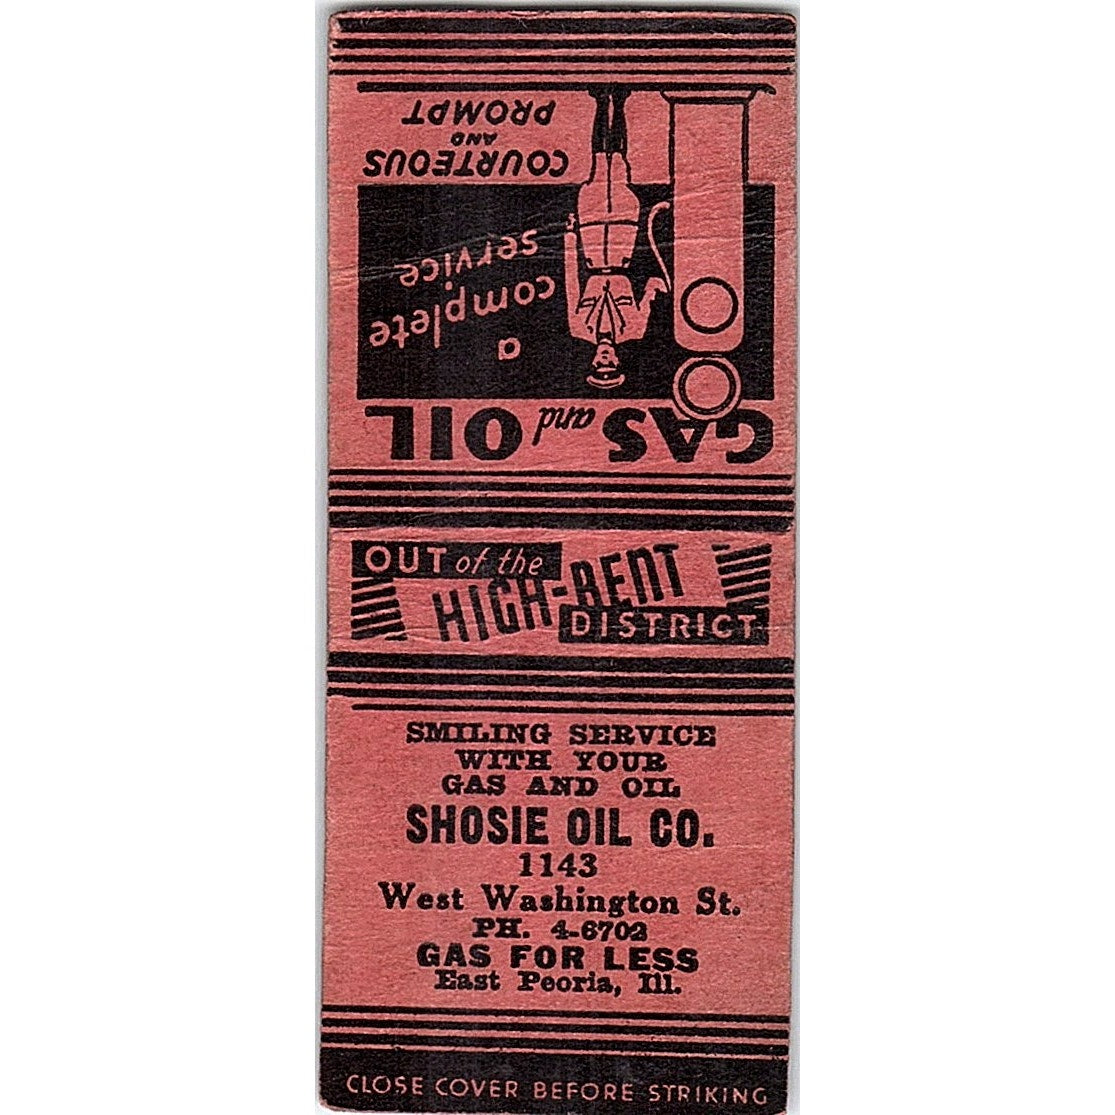 GAS and OIL
a
complete
service
COURTEOUS
AND
PROMPT
OUT of the
HIGH-RENT
DISTRICT
SMILING SERVICE
WITH YOUR
GAS AND OIL
SHOSIE OIL CO.
1143
West Washington St.
PH. 4-6702
GAS FOR LESS
East Peoria, Ill.
CLOSE COVER BEFORE STRIKING